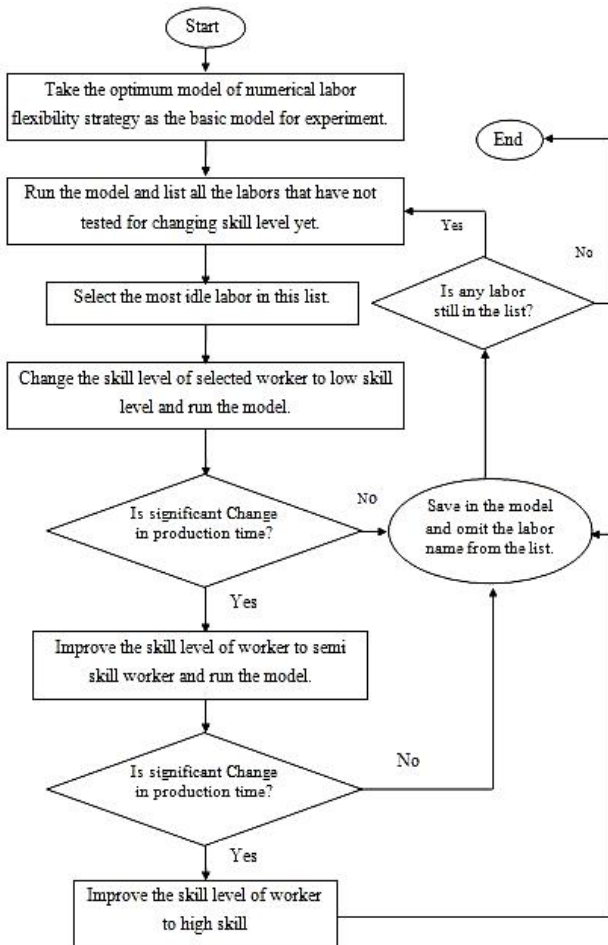 Start
Take the optimum model of numerical labor
flexibility strategy as the basic model for experiment.
End
Run the model and list all the labors that have not
tested for changing skill level yet.
Yes
No
Select the most idle labor in this list.
Is any labor
still in the list?
Change the skill level of selected worker to low skill
level and run the model.
Is significant Change
in production time?
No
Save in the model
and omit the labor
name from the list.
Yes
Improve the skill level of worker to semi
skill worker and run the model.
Is significant Change
in production time?
No
Yes
Improve the skill level of worker
to high skill